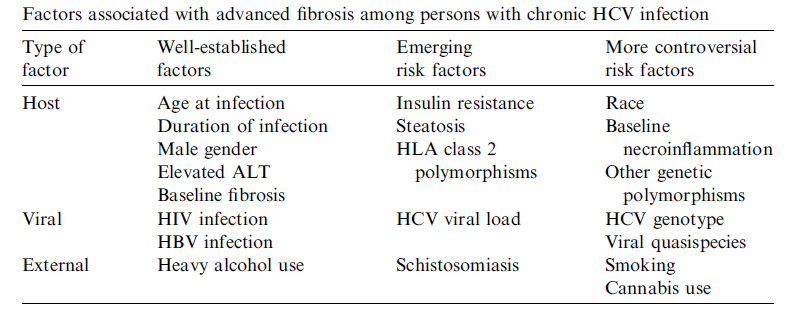 Factors associated with advanced fibrosis among persons with chronic HCV infection
Type of factor Well-established factors Emerging risk factors More controversial risk factors
Host Age at infection Insulin resistance Race
Duration of infection Steatosis Baseline
Male gender HLA class 2 necroinflammation
Elevated ALT polymorphisms Other genetic
Baseline fibrosis polymorphisms
Viral HIV infection HCV viral load HCV genotype
HBV infection Viral quasispecies
External Heavy alcohol use Schistosomiasis Smoking
Cannabis use